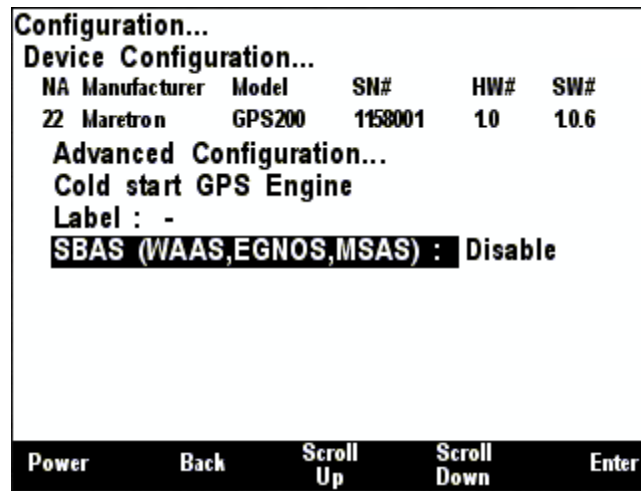 Configuration...
Device Configuration...
NA Manufacturer Model SN# HW# SW#
22 Maretron GPS200 1158001 1.0 1.0.6
Advanced Configuration...
Cold start GPS Engine
Label : -
SBAS (WAAS,EGNOS,MSAS) : Disable
Power Back Scroll Up Scroll Down Enter